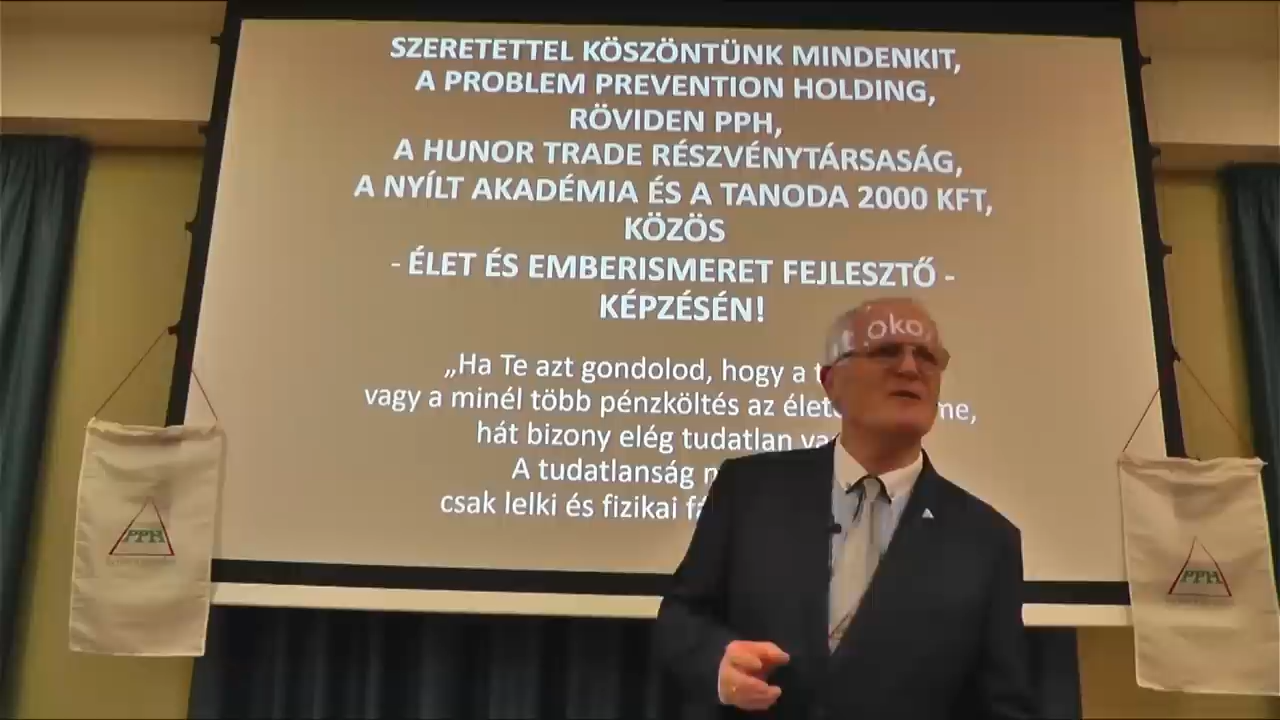 SZERETETTEL KÖSZÖNTÜNK MINDENKIT,
A PROBLEM PREVENTION HOLDING,
RÖVIDEN PPH,
A HUNOR TRADE RÉSZVÉNYTÁRSASÁG,
A NYÍLT AKADÉMIA ÉS A TANODA 2000 KFT,
KÖZÖS
- ÉLET ÉS EMBERISMERET FEJLESZTŐ -
KÉPZÉSÉN!
„Ha Te azt gondolod, hogy a
vagy a minél több pénzköltés az
hát bizony elég tudatlan
A tudatlanság
csak lelki és fizikai
PPH
PPH